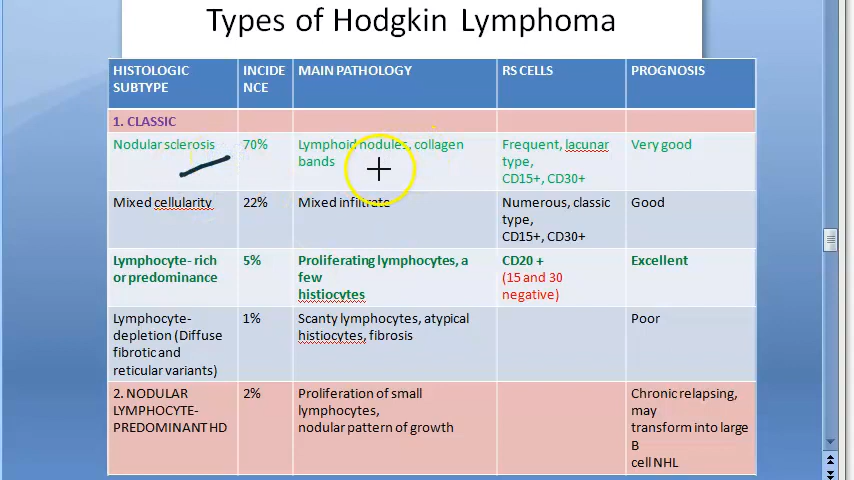 Types of Hodgkin Lymphoma
HISTOLOGIC SUBTYPE INCIDE NCE MAIN PATHOLOGY RS CELLS PROGNOSIS
1. CLASSIC
Nodular sclerosis 70% Lymphoid nodules, collagen bands Frequent, lacunar type, CD15+, CD30+ Very good
Mixed cellularity 22% Mixed infiltrate Numerous, classic type, CD15+, CD30+ Good
Lymphocyte- rich or predominance 5% Proliferating lymphocytes, a few histiocytes CD20 + (15 and 30 negative) Excellent
Lymphocyte- depletion (Diffuse fibrotic and reticular variants) 1% Scanty lymphocytes, atypical histiocytes, fibrosis Poor
2. NODULAR LYMPHOCYTE- PREDOMINANT HD 2% Proliferation of small lymphocytes, nodular pattern of growth Chronic relapsing, may transform into large B cell NHL